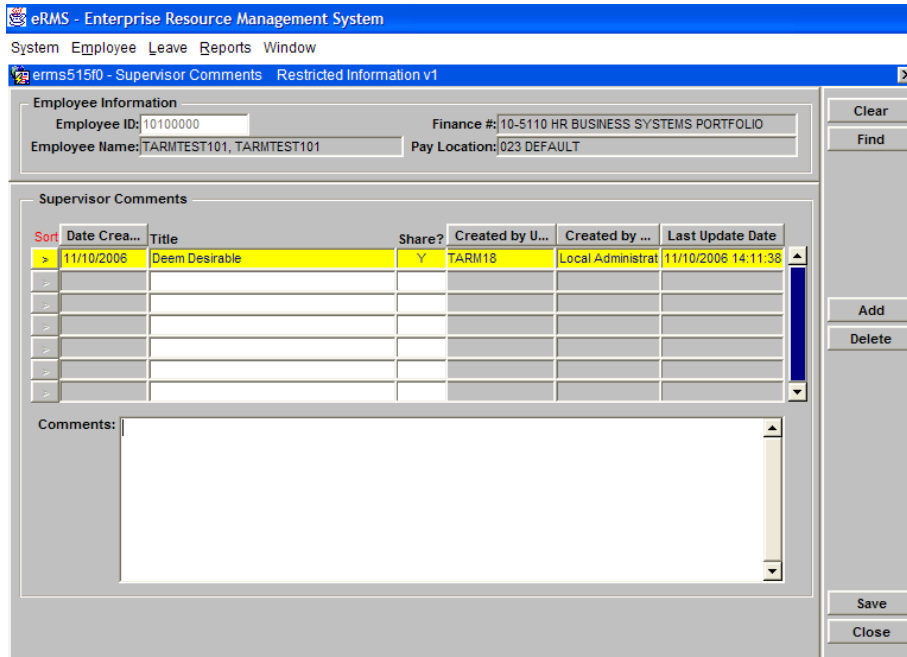 eRMS - Enterprise Resource Management System
System Employee Leave Reports Window
erms515f0 - Supervisor Comments Restricted Information v1
Employee Information
Employee ID: 10100000 Finance #: 10-5110 HR BUSINESS SYSTEMS PORTFOLIO
Employee Name: TARMTEST101, TARMTEST101 Pay Location: 023 DEFAULT
Clear
Find
Supervisor Comments
Sort Date Crea... Title Share? Created by U... Created by ... Last Update Date
> 11/10/2006 Deem Desirable Y TARM18 Local Administrat 11/10/2006 14:11:38
>
>
>
>
>
>
Add
Delete
Comments:
Save
Close